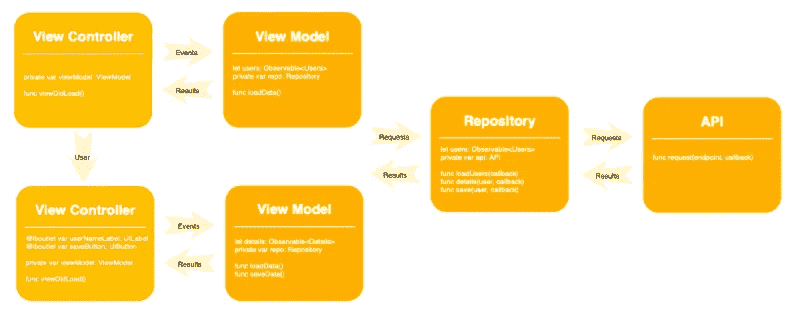 View Controller
private var viewModel: ViewModel
func viewDidLoad()
Events
Results
View Model
let users: Observable<Users>
private var repo: Repository
func loadData()
User
View Controller
@IBoutlet var userNameLabel: UILabel
@IBoutlet var saveButton: UIButton
private var viewModel: ViewModel
func viewDidLoad()
Events
Results
View Model
let details: Observable<Details>
private var repo: Repository
func loadData()
func saveData()
Requests
Results
Repository
let users: Observable<Users>
private var api: API
func loadUsers(callback)
func details(user, callback)
func save(user, callback)
Requests
Results
API
func request(endpoint, callback)